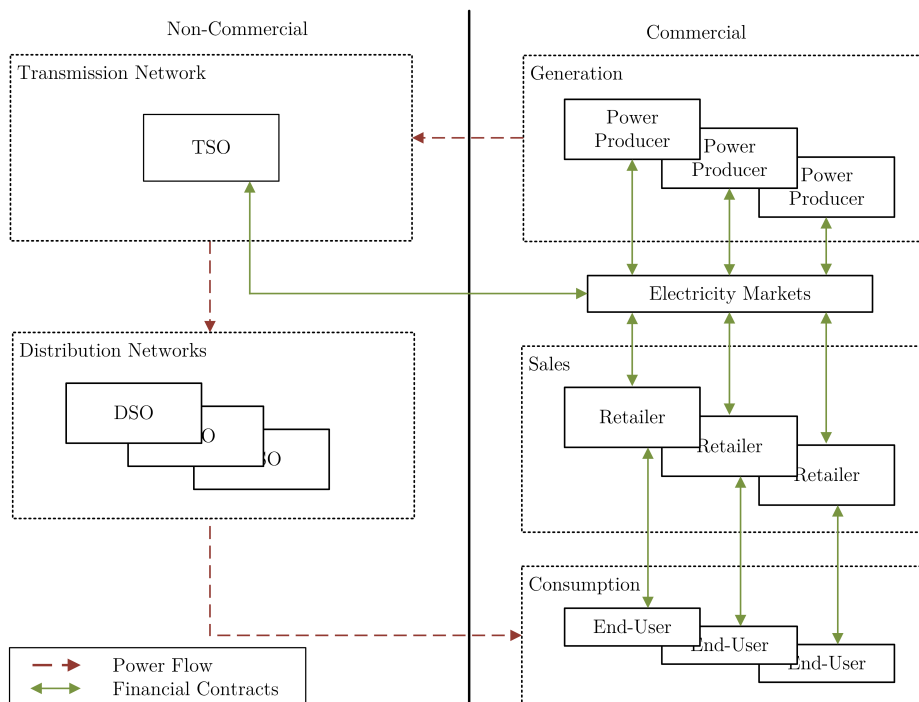 Non-Commercial
Commercial
Transmission Network
TSO
Generation
Power
Producer
Power
Producer
Power
Producer
Electricity Markets
Distribution Networks
DSO
O
SO
Sales
Retailer
Retailer
Retailer
Consumption
End-User
End-User
End-User
Power Flow
Financial Contracts